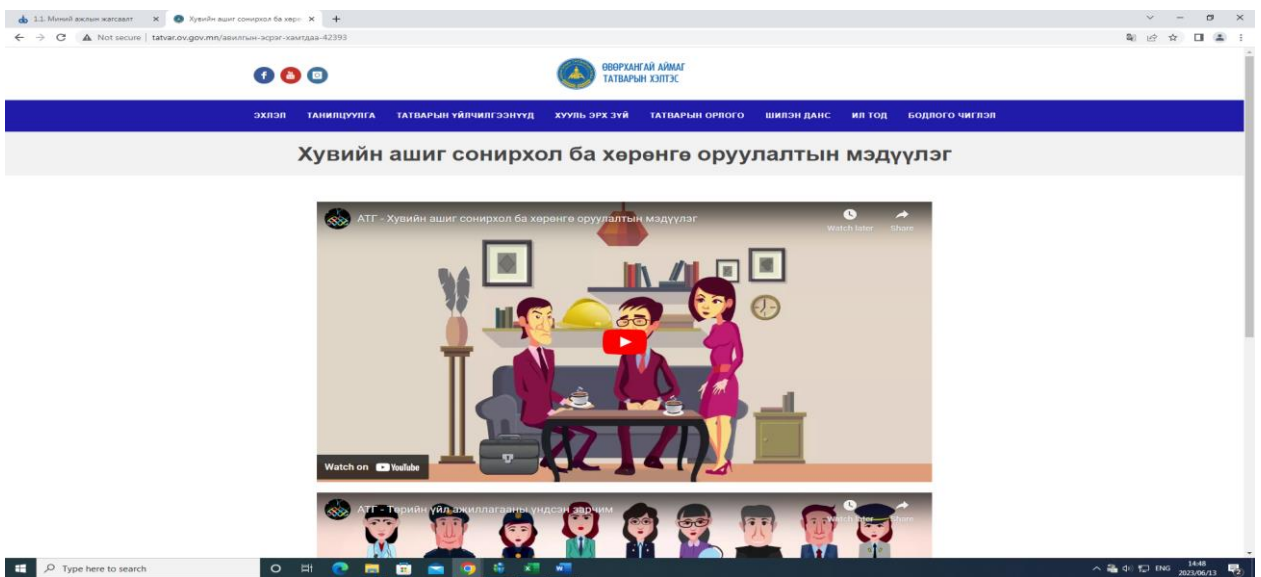 1.1. Миний ажлын жагсаалт
Хувийн ашиг сонирхол ба хөрө
Not secure | tatvar.ov.gov.mn/авилгын-эсрэг-хамтдаа-42393
ӨВӨРХАНГАЙ АЙМАГ
ТАТВАРЫН ХЭЛТЭС
ЭХЛЭЛ ТАНИЛЦУУЛГА ТАТВАРЫН ҮЙЛЧИЛГЭЭНҮҮД ХУУЛЬ ЭРХ ЗҮЙ ТАТВАРЫН ОРЛОГО ШИЛЭН ДАНС ИЛ ТОД БОДЛОГО ЧИГЛЭЛ
Хувийн ашиг сонирхол ба хөрөнгө оруулалтын мэдүүлэг
АТГ - Хувийн ашиг сонирхол ба хөрөнгө оруулалтын мэдүүлэг
Watch later Share
Watch on YouTube
АТГ - Төрийн үйл ажиллагааны үндсэн зарчим
Watch later Share
Type here to search
ENG
14:48
2023/06/13